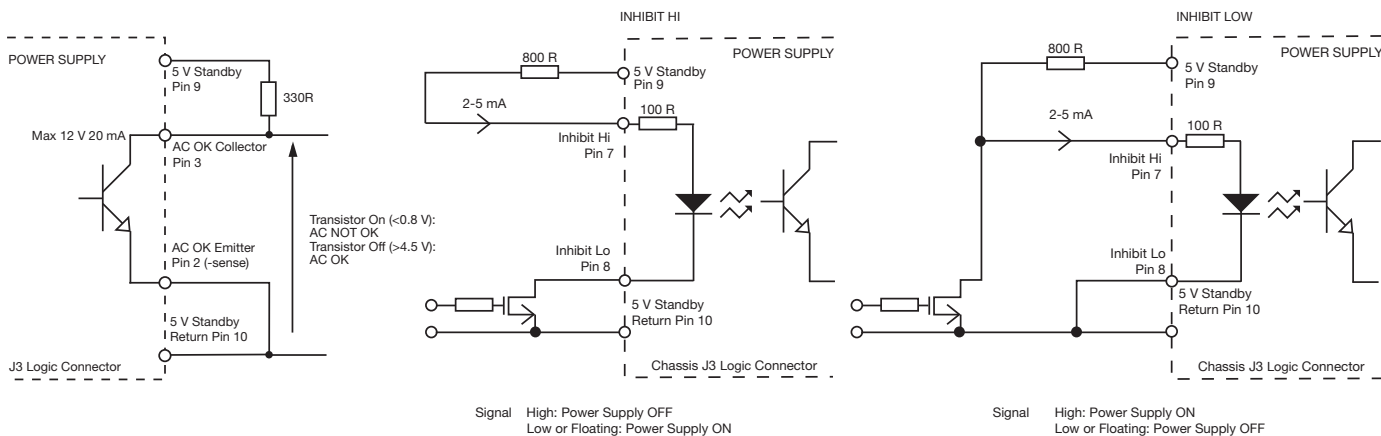 POWER SUPPLY
5 V Standby
Pin 9
330R
Max 12 V 20 mA
AC OK Collector
Pin 3
Transistor On (<0.8 V):
AC NOT OK
Transistor Off (>4.5 V):
AC OK
AC OK Emitter
Pin 2 (-sense)
5 V Standby
Return Pin 10
J3 Logic Connector
INHIBIT HI
POWER SUPPLY
800 R
5 V Standby
Pin 9
2-5 mA
100 R
Inhibit Hi
Pin 7
Inhibit Lo
Pin 8
5 V Standby
Return Pin 10
Chassis J3 Logic Connector
Signal High: Power Supply OFF
Low or Floating: Power Supply ON
INHIBIT LOW
POWER SUPPLY
800 R
5 V Standby
Pin 9
2-5 mA
100 R
Inhibit Hi
Pin 7
Inhibit Lo
Pin 8
5 V Standby
Return Pin 10
Chassis J3 Logic Connector
Signal High: Power Supply ON
Low or Floating: Power Supply OFF